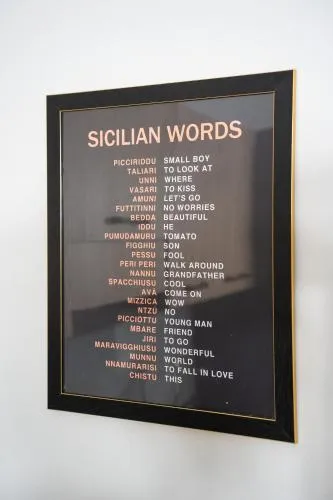 SICILIAN WORDS
PICCIRIDDU SMALL BOY
TALIARI TO LOOK AT
UNNI WHERE
VASARI TO KISS
AMUNI LET'S GO
FUTTITINNI NO WORRIES
BEDDA BEAUTIFUL
IDDU HE
PUMUDAMURU TOMATO
FIGGHIU SON
PESSU FOOL
PERI PERI WALK AROUND
NANNU GRANDFATHER
SPACCHIUSU COOL
AVÀ COME ON
MIZZICA WOW
NTZÙ NO
PICCIOTTU YOUNG MAN
MBARE FRIEND
JIRI TO GO
MARAVIGGHIUSU WONDERFUL
MUNNU WORLD
NNAMURARISI TO FALL IN LOVE
CHISTU THIS